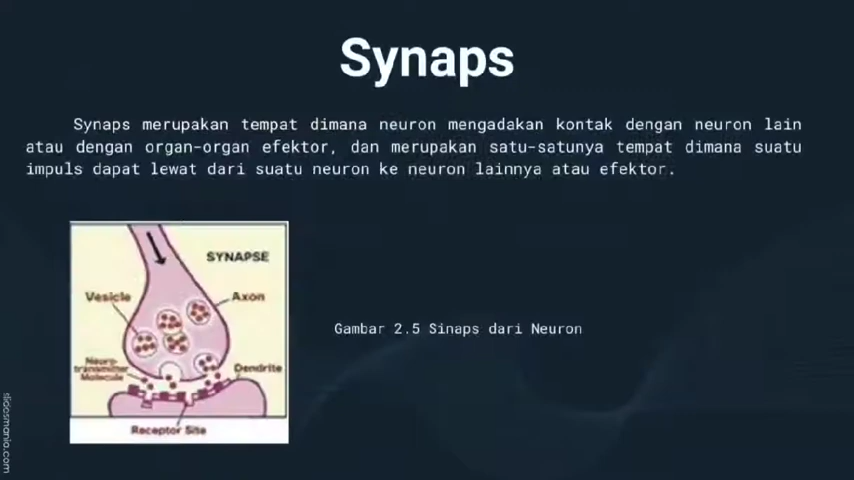 Synaps
Synaps merupakan tempat dimana neuron mengadakan kontak dengan neuron lain
atau dengan organ-organ efektor, dan merupakan satu-satunya tempat dimana suatu
impuls dapat lewat dari suatu neuron ke neuron lainnya atau efektor.
SYNAPSE
Vesicle
Axon
Neuro-
transmitter
Molecule
Dendrite
Receptor Site
Gambar 2.5 Sinaps dari Neuron
slidesmania.com